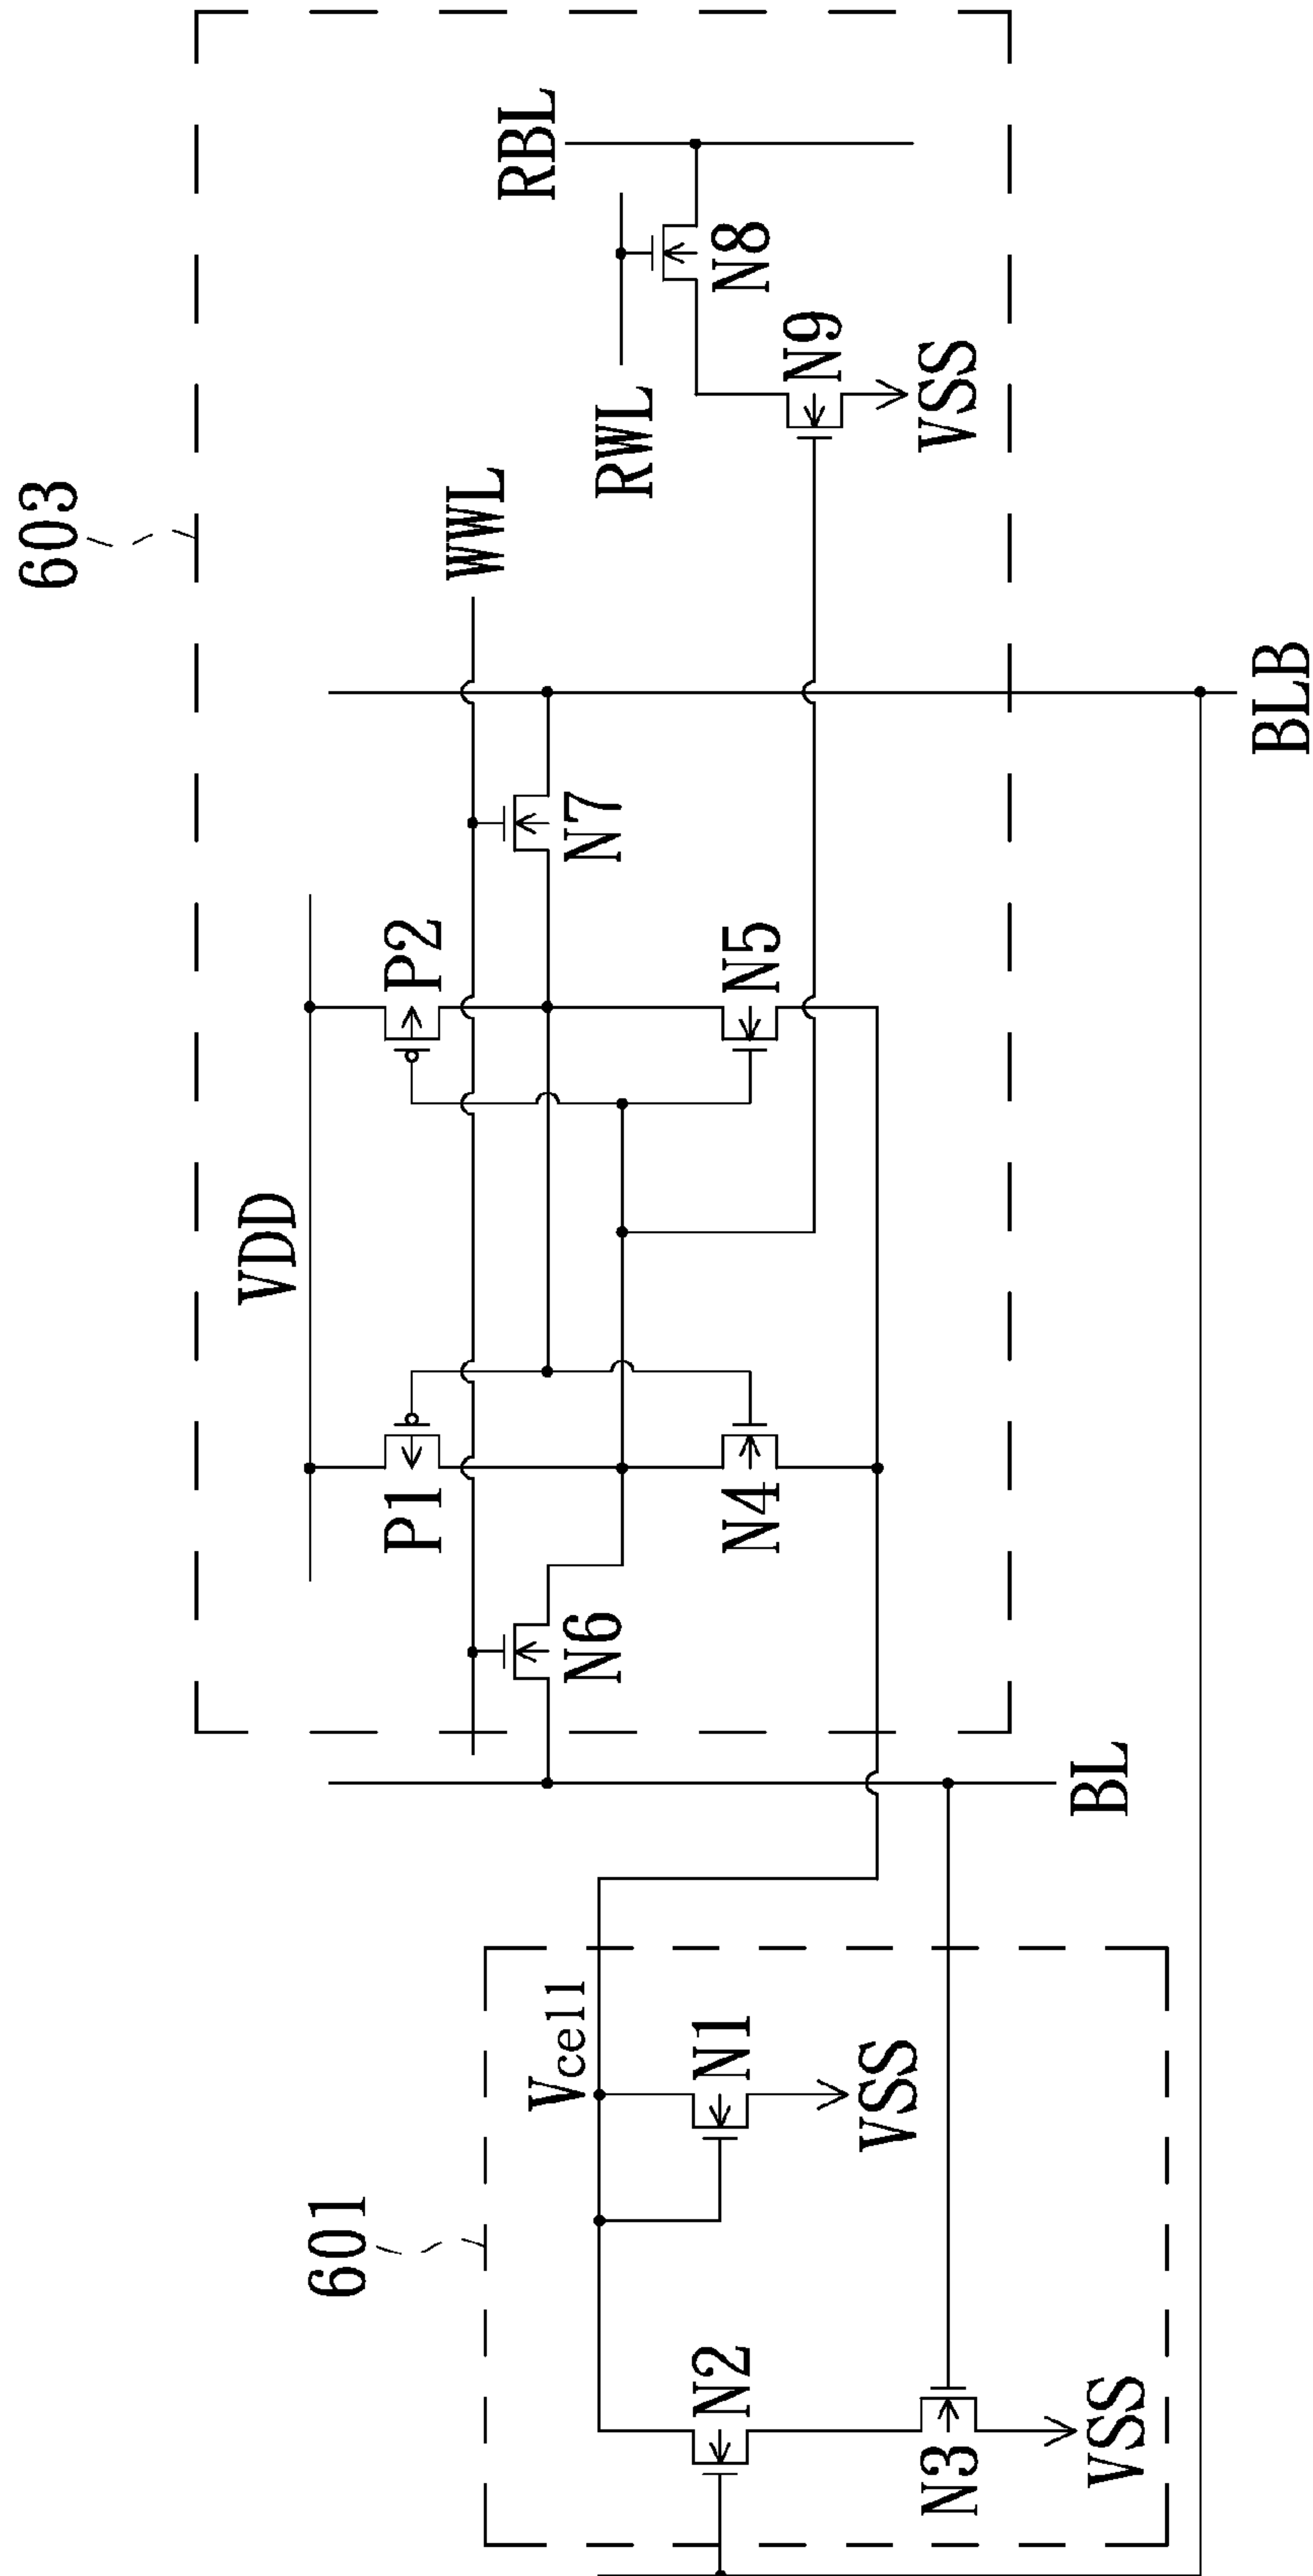 603
RBL
RWL
N8
N9
VSS
WWL
VDD
P2
N7
N5
P1
N4
N6
BLB
BL
601
Vcell
N1
VSS
N2
N3
VSS